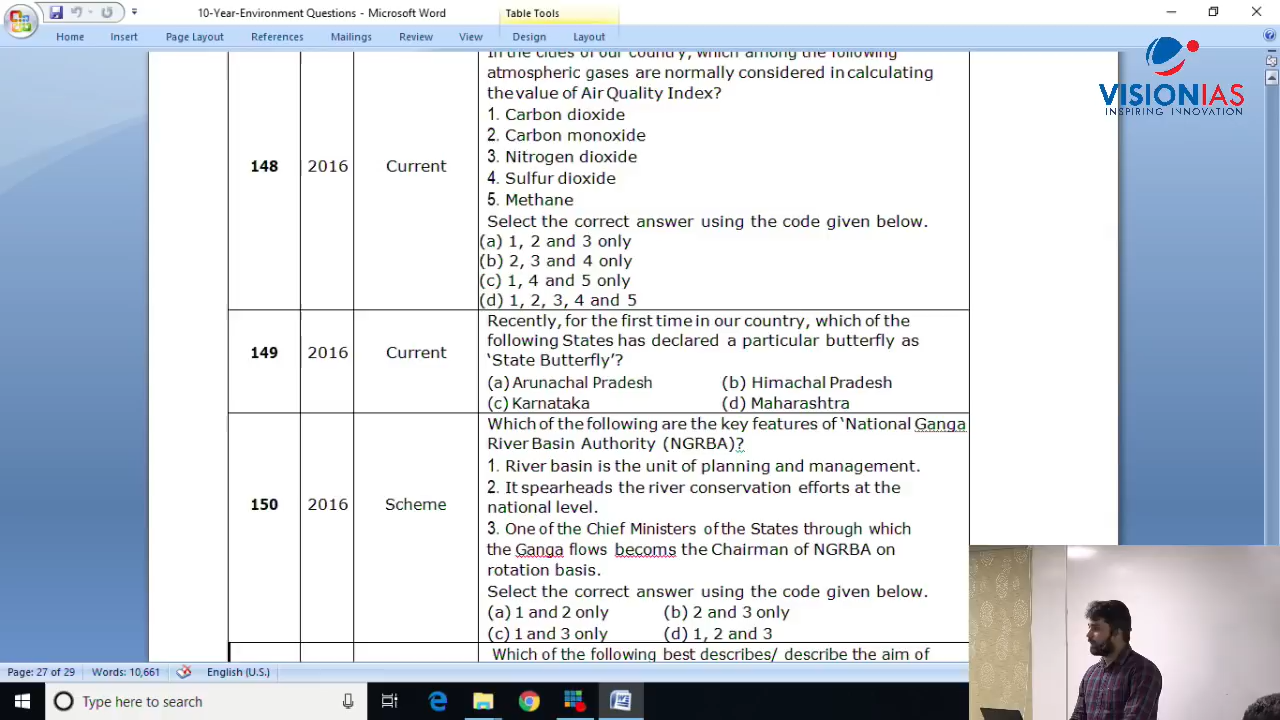 10-Year-Environment Questions - Microsoft Word
Table Tools
Home Insert Page Layout References Mailings Review View Design Layout
VISIONIAS
INSPIRING INNOVATION
148 2016 Current
In the cities of our country, which among the following
atmospheric gases are normally considered in calculating
the value of Air Quality Index?
1. Carbon dioxide
2. Carbon monoxide
3. Nitrogen dioxide
4. Sulfur dioxide
5. Methane
Select the correct answer using the code given below.
(a) 1, 2 and 3 only
(b) 2, 3 and 4 only
(c) 1, 4 and 5 only
(d) 1, 2, 3, 4 and 5
149 2016 Current
Recently, for the first time in our country, which of the
following States has declared a particular butterfly as
‘State Butterfly’?
(a) Arunachal Pradesh (b) Himachal Pradesh
(c) Karnataka (d) Maharashtra
150 2016 Scheme
Which of the following are the key features of ‘National Ganga
River Basin Authority (NGRBA)?
1. River basin is the unit of planning and management.
2. It spearheads the river conservation efforts at the
national level.
3. One of the Chief Ministers of the States through which
the Ganga flows becoms the Chairman of NGRBA on
rotation basis.
Select the correct answer using the code given below.
(a) 1 and 2 only (b) 2 and 3 only
(c) 1 and 3 only (d) 1, 2 and 3
Which of the following best describes/ describe the aim of
Page: 27 of 29 Words: 10,661 English (U.S.)
Type here to search